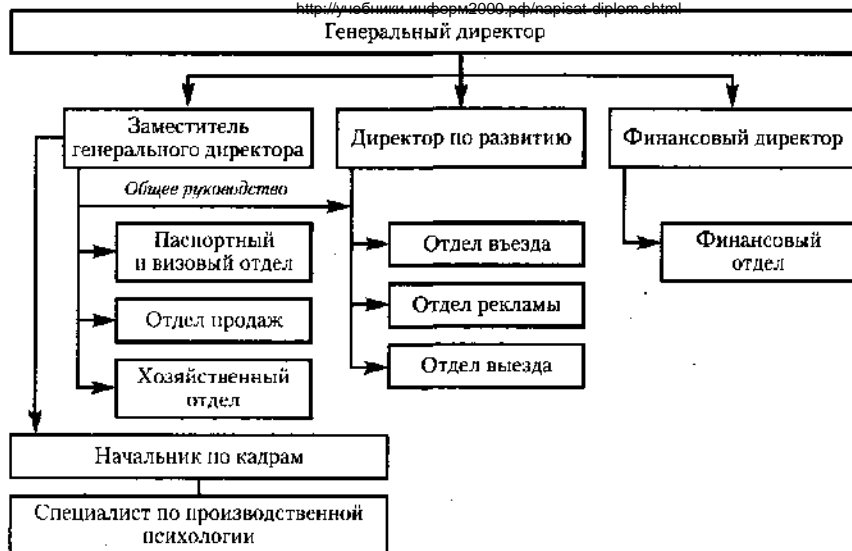 http://учебники.информ2000.рф/napisat-diplom.shtml
Генеральный директор
Заместитель
генерального директора
Директор по развитию
Финансовый директор
Общее руководство
Паспортный
и визовый отдел
Отдел въезда
Финансовый
отдел
Отдел продаж
Отдел рекламы
Хозяйственный
отдел
Отдел выезда
Начальник по кадрам
Специалист по производственной
психологии